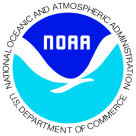 NATIONAL OCEANIC AND ATMOSPHERIC ADMINISTRATION
NOAA
U.S. DEPARTMENT OF COMMERCE